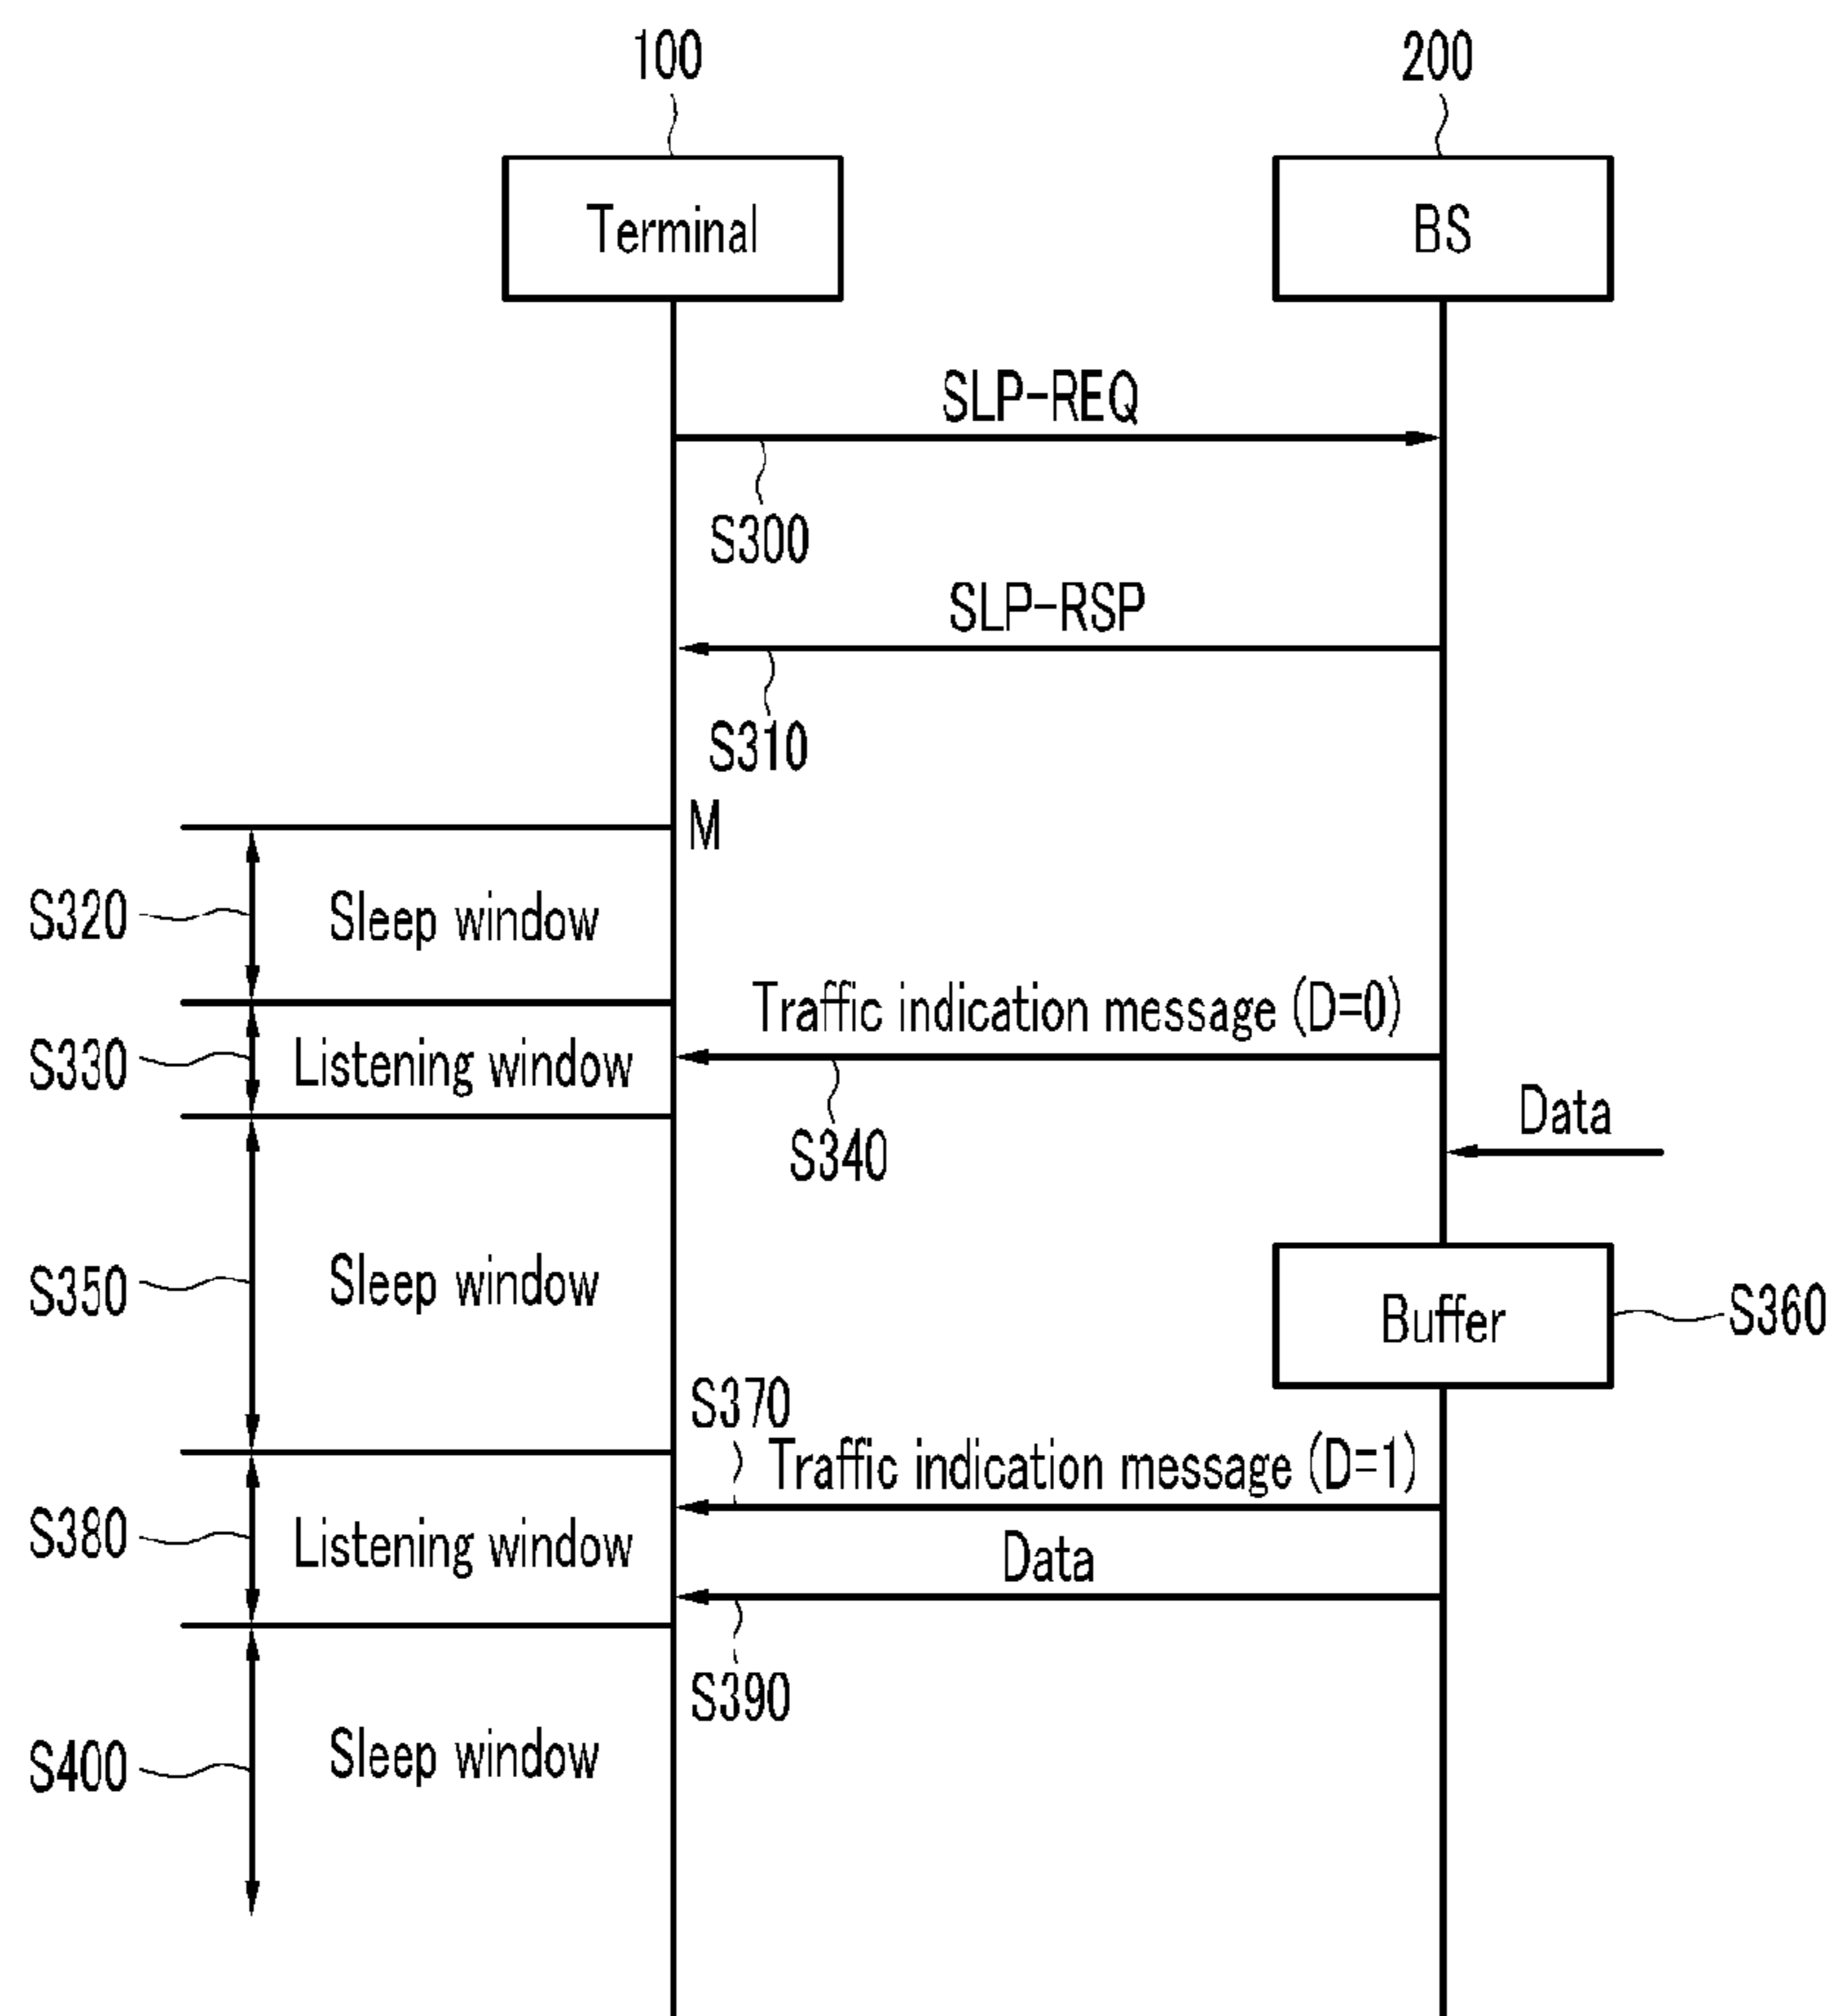 100
200
Terminal
BS
SLP-REQ
S300
SLP-RSP
S310
M
S320
Sleep window
Traffic indication message (D=0)
S330
Listening window
S340
Data
S350
Sleep window
Buffer
S360
S370
Traffic indication message (D=1)
S380
Listening window
Data
S390
S400
Sleep window